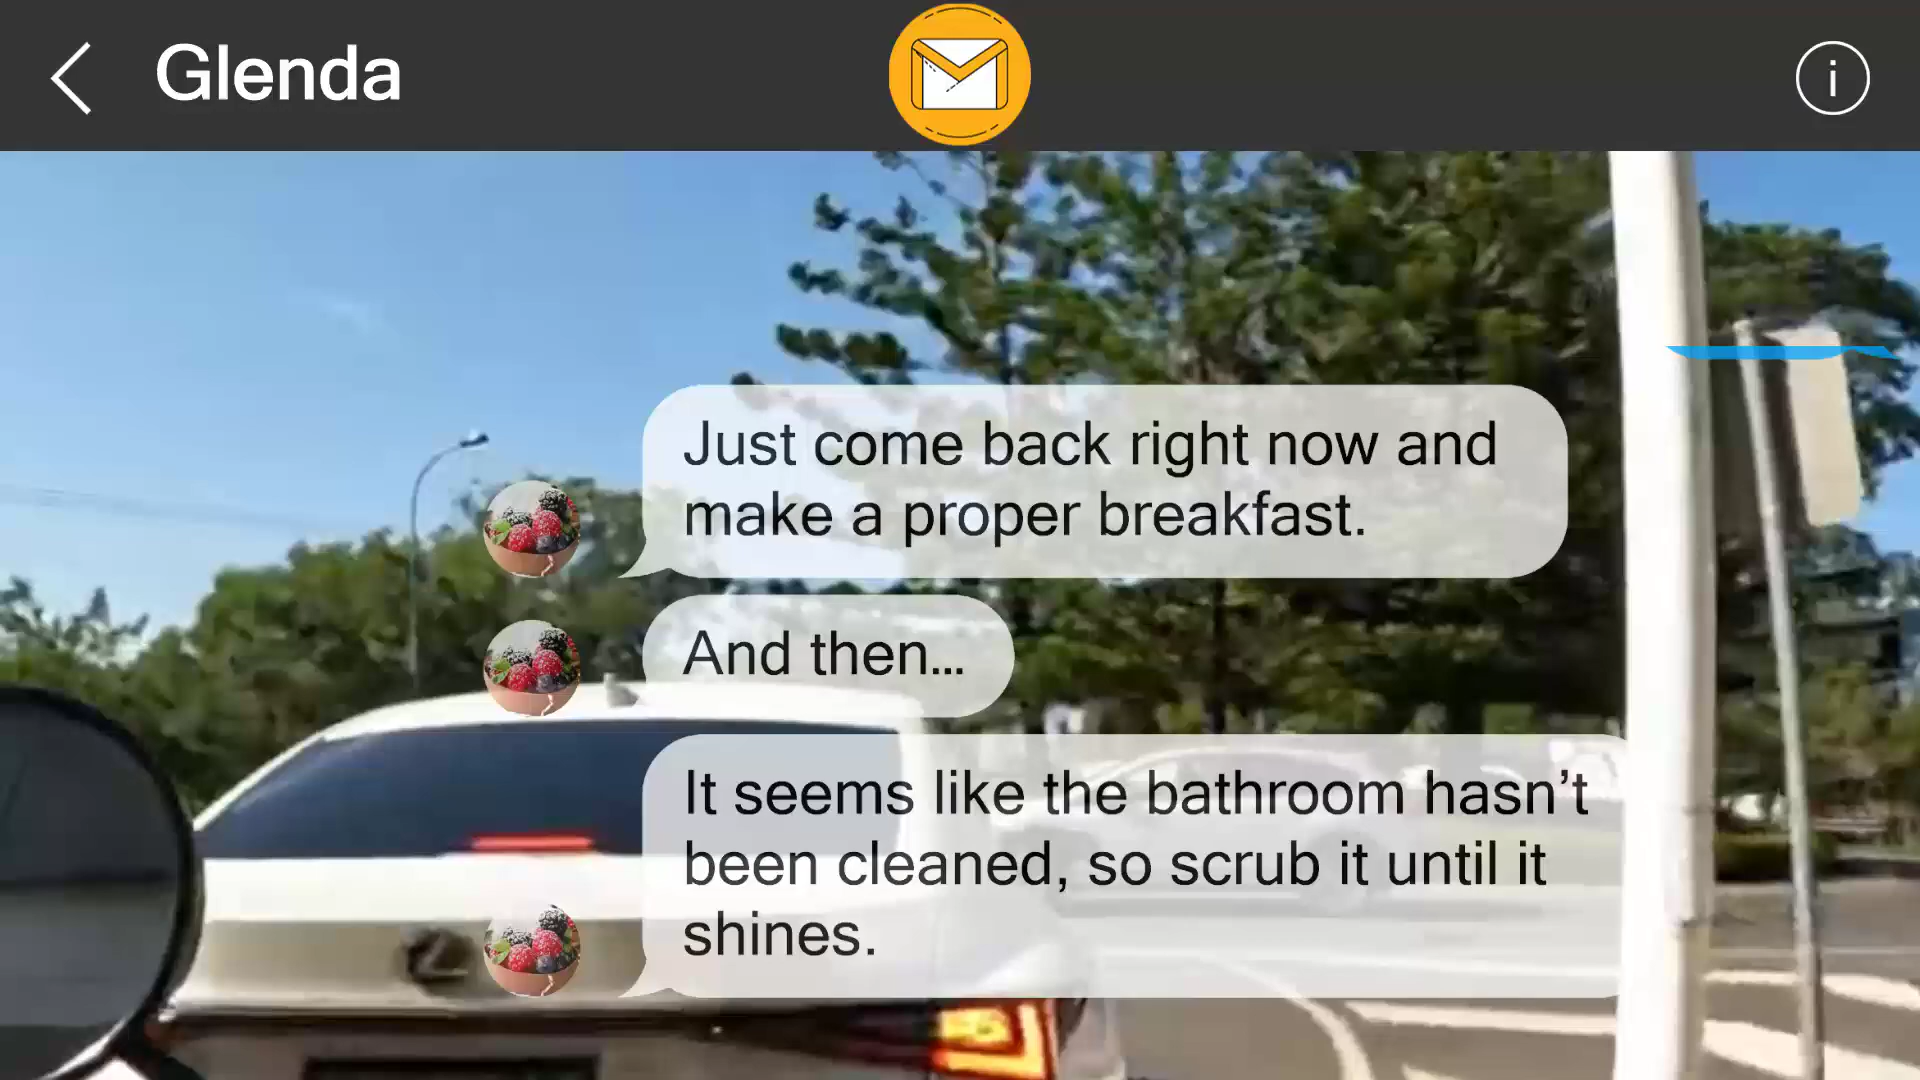 Glenda
i
Just come back right now and
make a proper breakfast.
And then...
It seems like the bathroom hasn’t
been cleaned, so scrub it until it
shines.